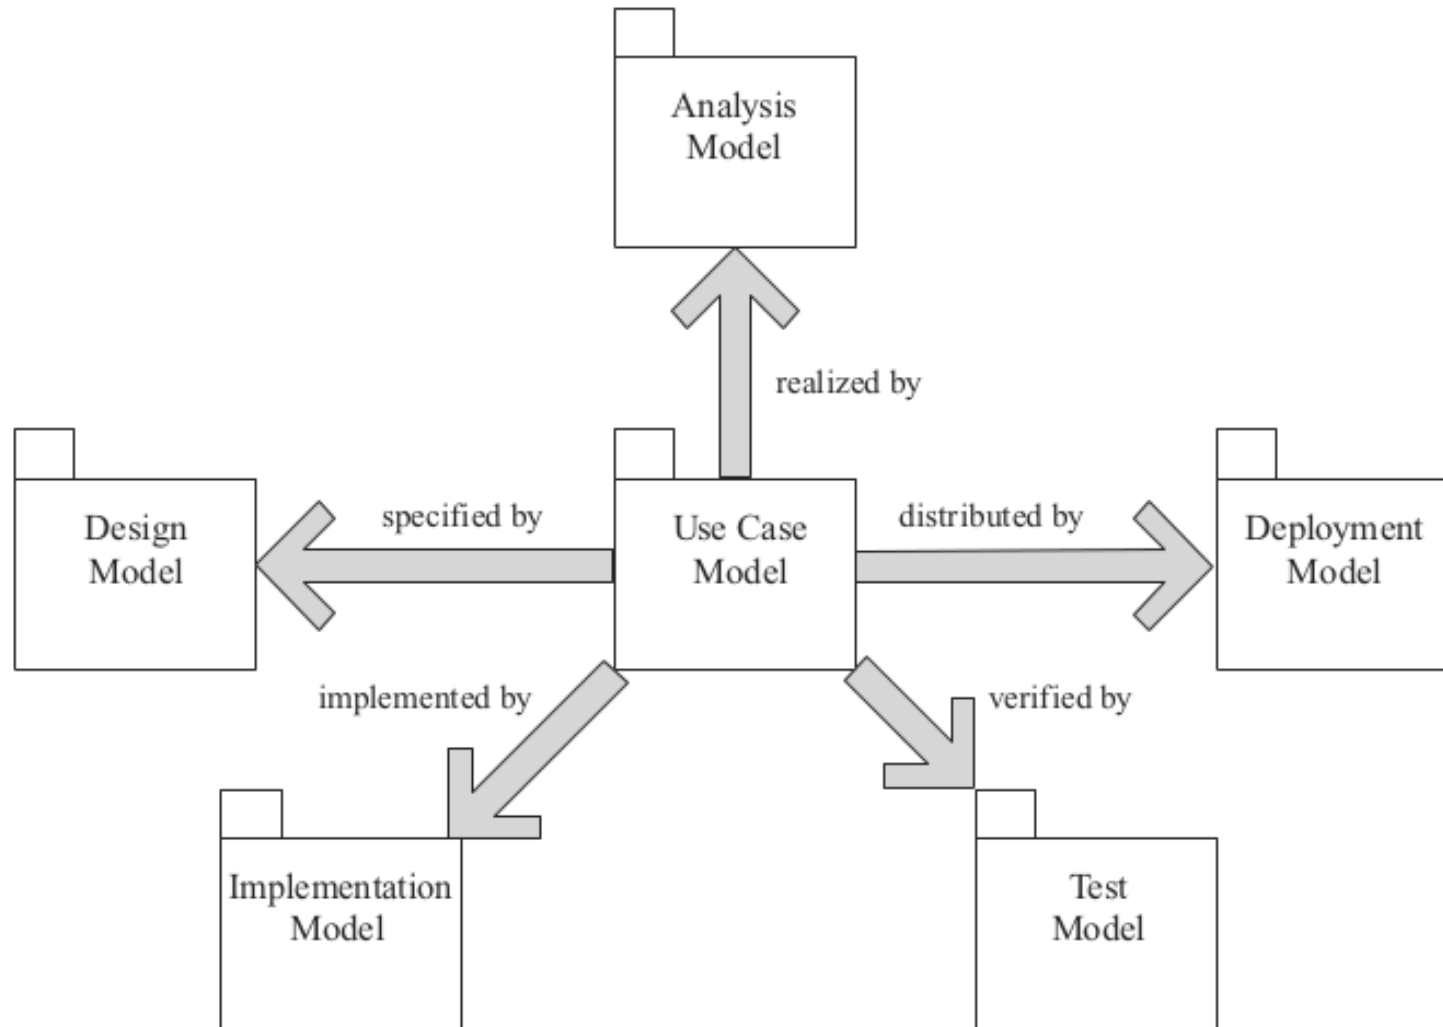 Analysis
Model
realized by
Design
Model
specified by
Use Case
Model
distributed by
Deployment
Model
implemented by
verified by
Implementation
Model
Test
Model